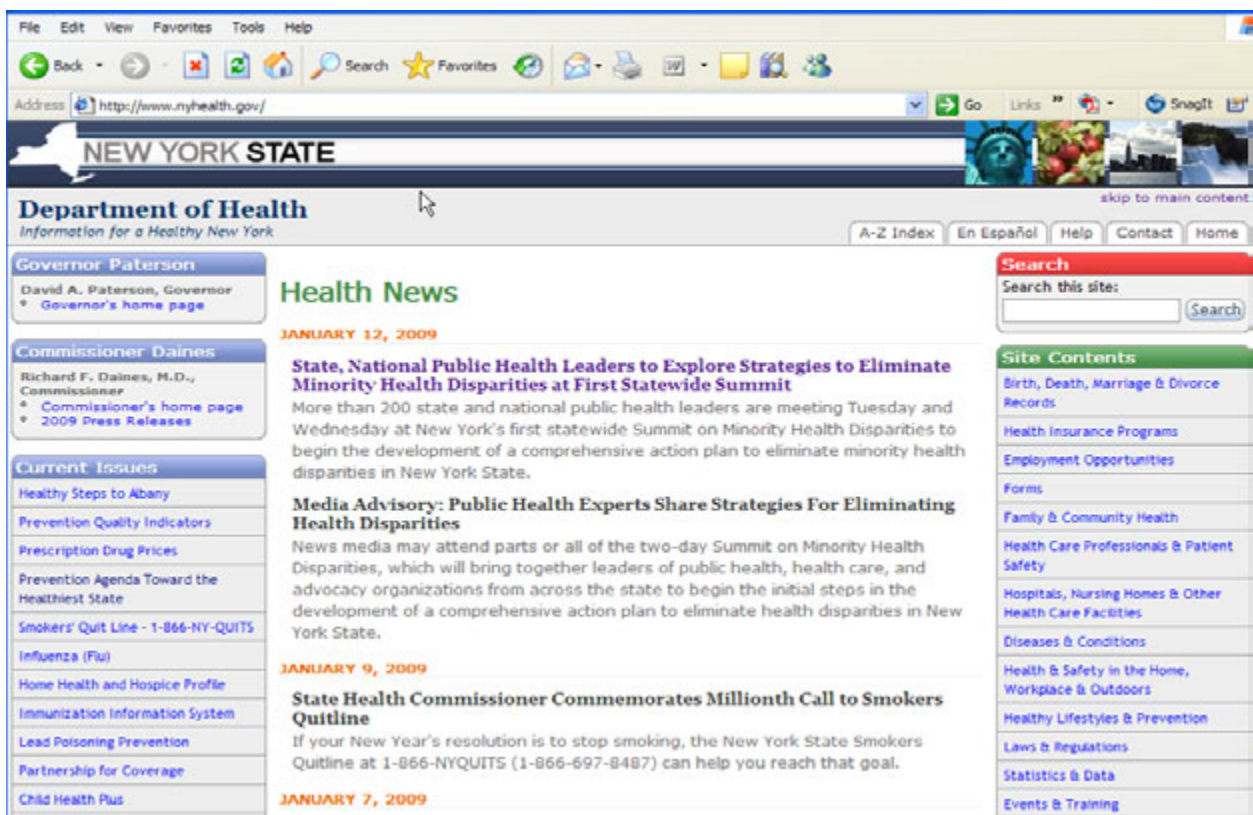 File Edit View Favorites Tools Help
Back Search Favorites
Address http://www.nyhealth.gov/ Go Links » SnagIt
NEW YORK STATE
skip to main content
Department of Health
Information for a Healthy New York
A-Z Index En Español Help Contact Home
Governor Paterson
David A. Paterson, Governor
Governor's home page
Commissioner Daines
Richard F. Daines, M.D.,
Commissioner
Commissioner's home page
2009 Press Releases
Current Issues
Healthy Steps to Albany
Prevention Quality Indicators
Prescription Drug Prices
Prevention Agenda Toward the
Healthiest State
Smokers' Quit Line - 1-866-NY-QUITS
Influenza (Flu)
Home Health and Hospice Profile
Immunization Information System
Lead Poisoning Prevention
Partnership for Coverage
Child Health Plus
Health News
JANUARY 12, 2009
State, National Public Health Leaders to Explore Strategies to Eliminate
Minority Health Disparities at First Statewide Summit
More than 200 state and national public health leaders are meeting Tuesday and
Wednesday at New York's first statewide Summit on Minority Health Disparities to
begin the development of a comprehensive action plan to eliminate minority health
disparities in New York State.
Media Advisory: Public Health Experts Share Strategies For Eliminating
Health Disparities
News media may attend parts or all of the two-day Summit on Minority Health
Disparities, which will bring together leaders of public health, health care, and
advocacy organizations from across the state to begin the initial steps in the
development of a comprehensive action plan to eliminate health disparities in New
York State.
JANUARY 9, 2009
State Health Commissioner Commemorates Millionth Call to Smokers
Quitline
If your New Year's resolution is to stop smoking, the New York State Smokers
Quitline at 1-866-NYQUITS (1-866-697-8487) can help you reach that goal.
JANUARY 7, 2009
Search
Search this site:
Search
Site Contents
Birth, Death, Marriage & Divorce
Records
Health Insurance Programs
Employment Opportunities
Forms
Family & Community Health
Health Care Professionals & Patient
Safety
Hospitals, Nursing Homes & Other
Health Care Facilities
Diseases & Conditions
Health & Safety in the Home,
Workplace & Outdoors
Healthy Lifestyles & Prevention
Laws & Regulations
Statistics & Data
Events & Training